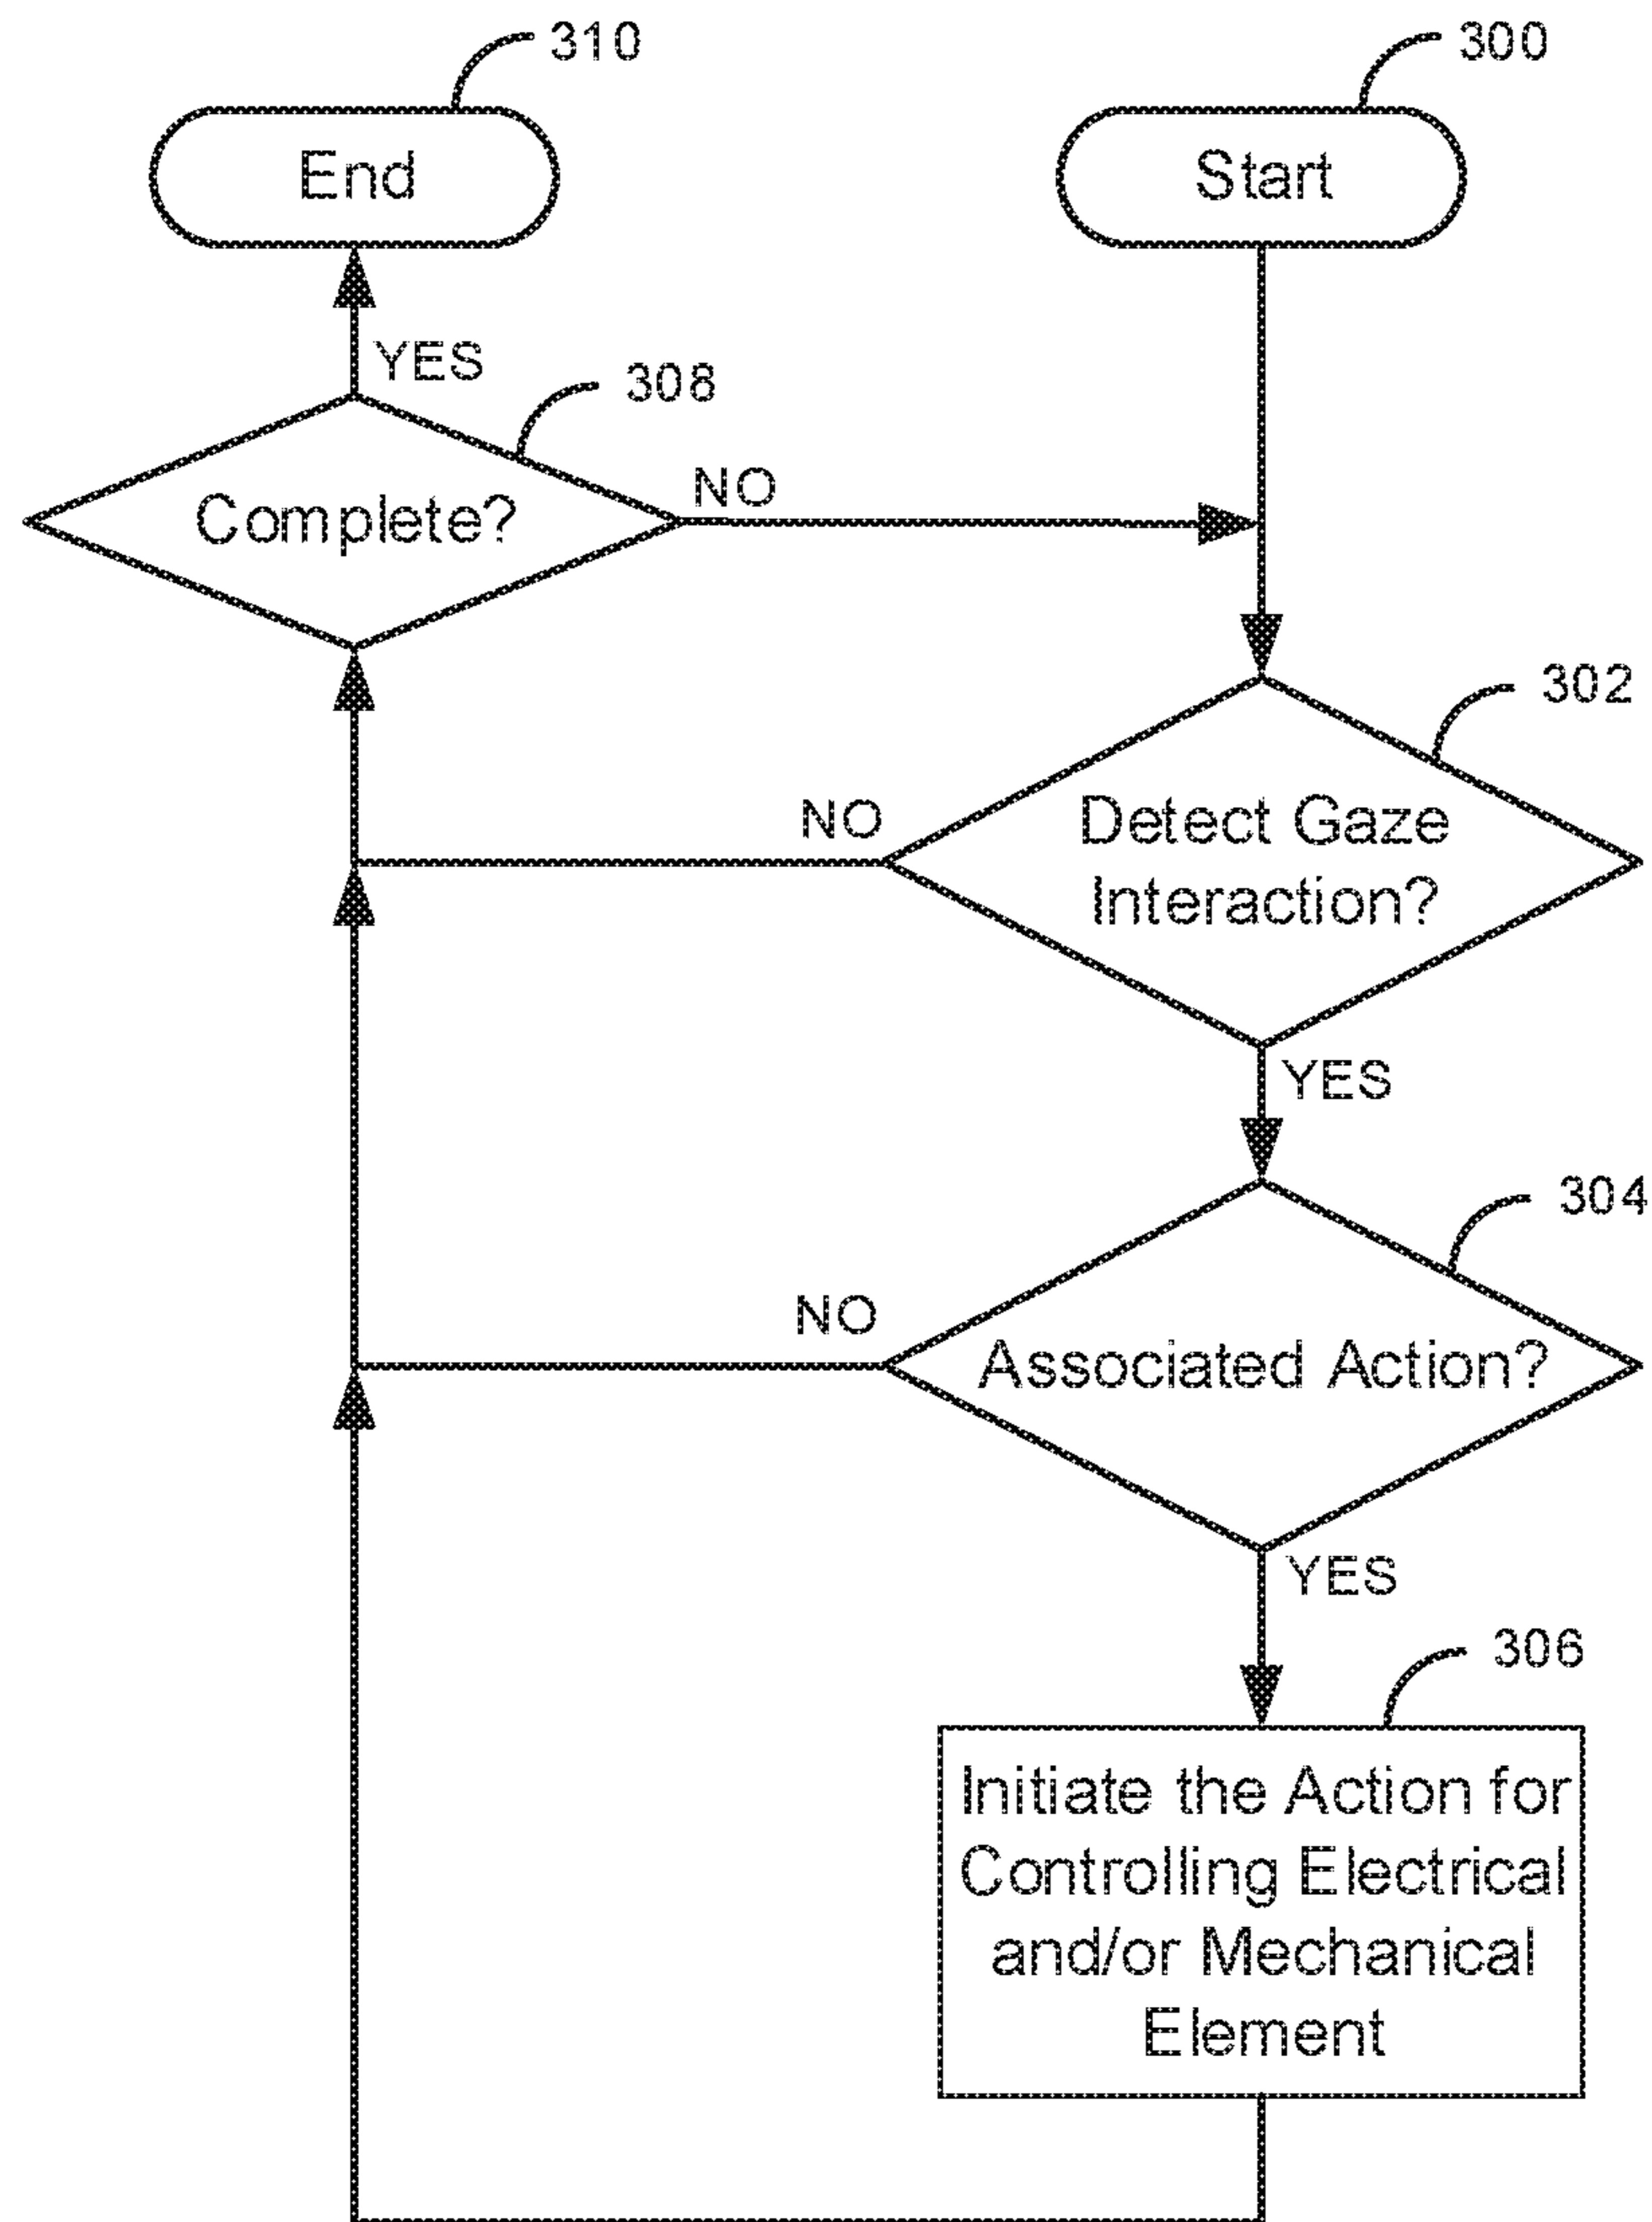 310
300
End
Start
YES
308
Complete?
NO
302
NO
Detect Gaze
Interaction?
YES
304
NO
Associated Action?
YES
306
Initiate the Action for
Controlling Electrical
and/or Mechanical
Element